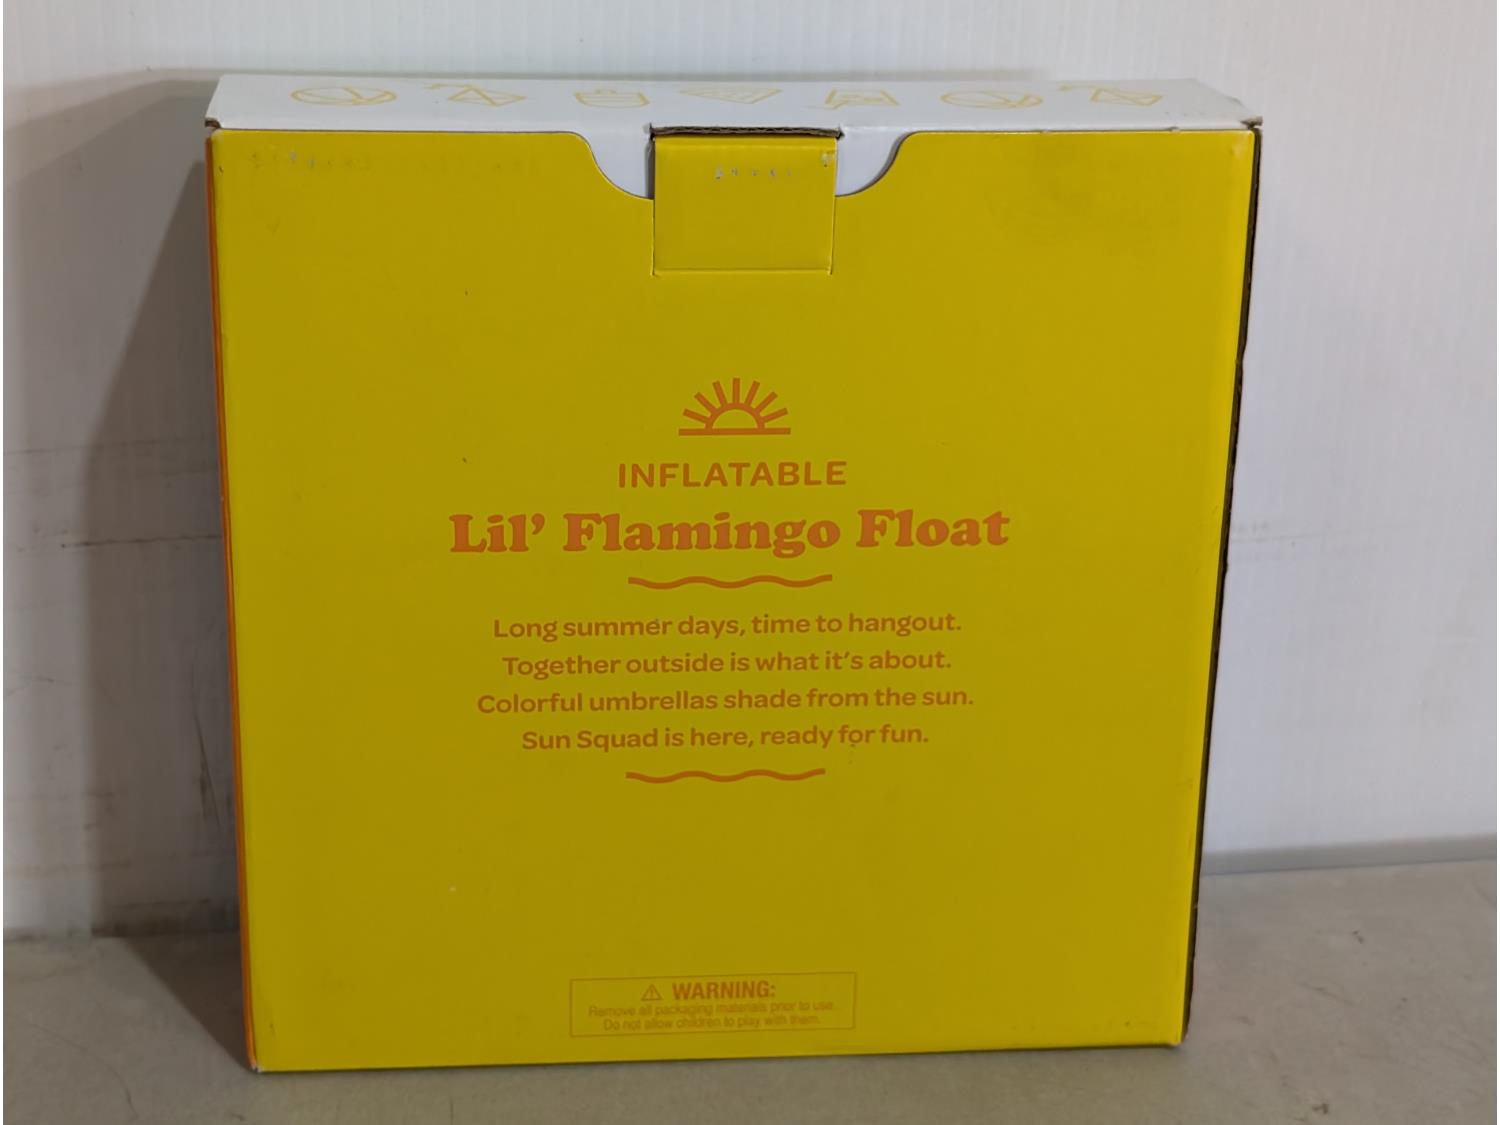 INFLATABLE
Lil' Flamingo Float
Long summer days, time to hangout.
Together outside is what it's about.
Colorful umbrellas shade from the sun.
Sun Squad is here, ready for fun.
⚠ WARNING:
Remove all packaging materials prior to use.
Do not allow children to play with them.